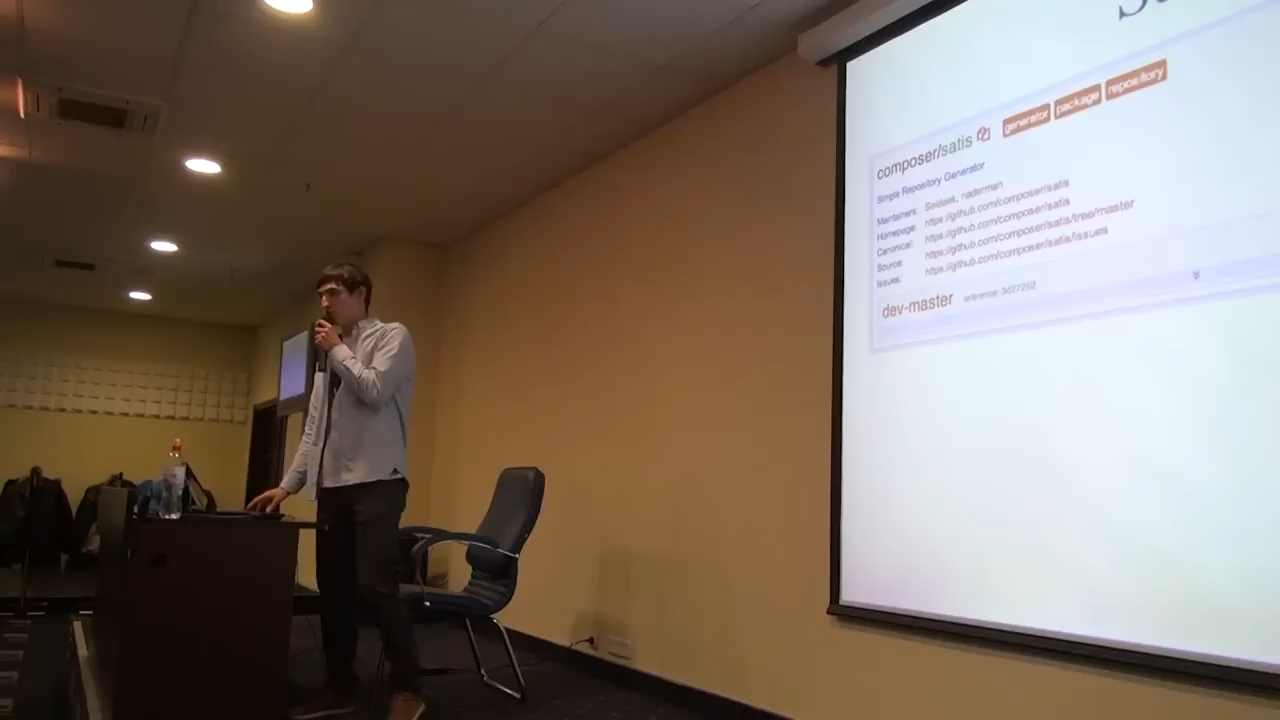 composer/satis generator package repository
Simple Repository Generator
Maintainers: Seldaek, naderman
Homepage: https://github.com/composer/satis
Canonical: https://github.com/composer/satis
Source: https://github.com/composer/satis/tree/master
Issues: https://github.com/composer/satis/issues
dev-master reference: 3d27252